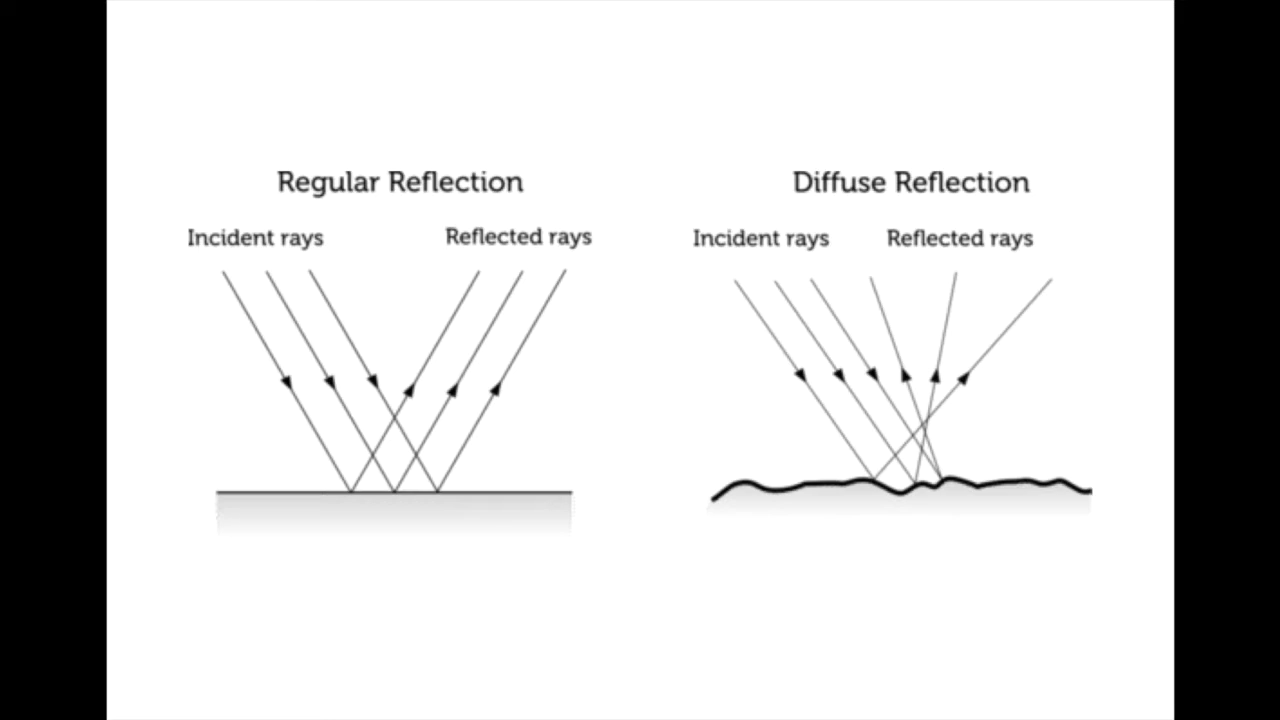 Regular Reflection
Incident rays
Reflected rays
Diffuse Reflection
Incident rays
Reflected rays